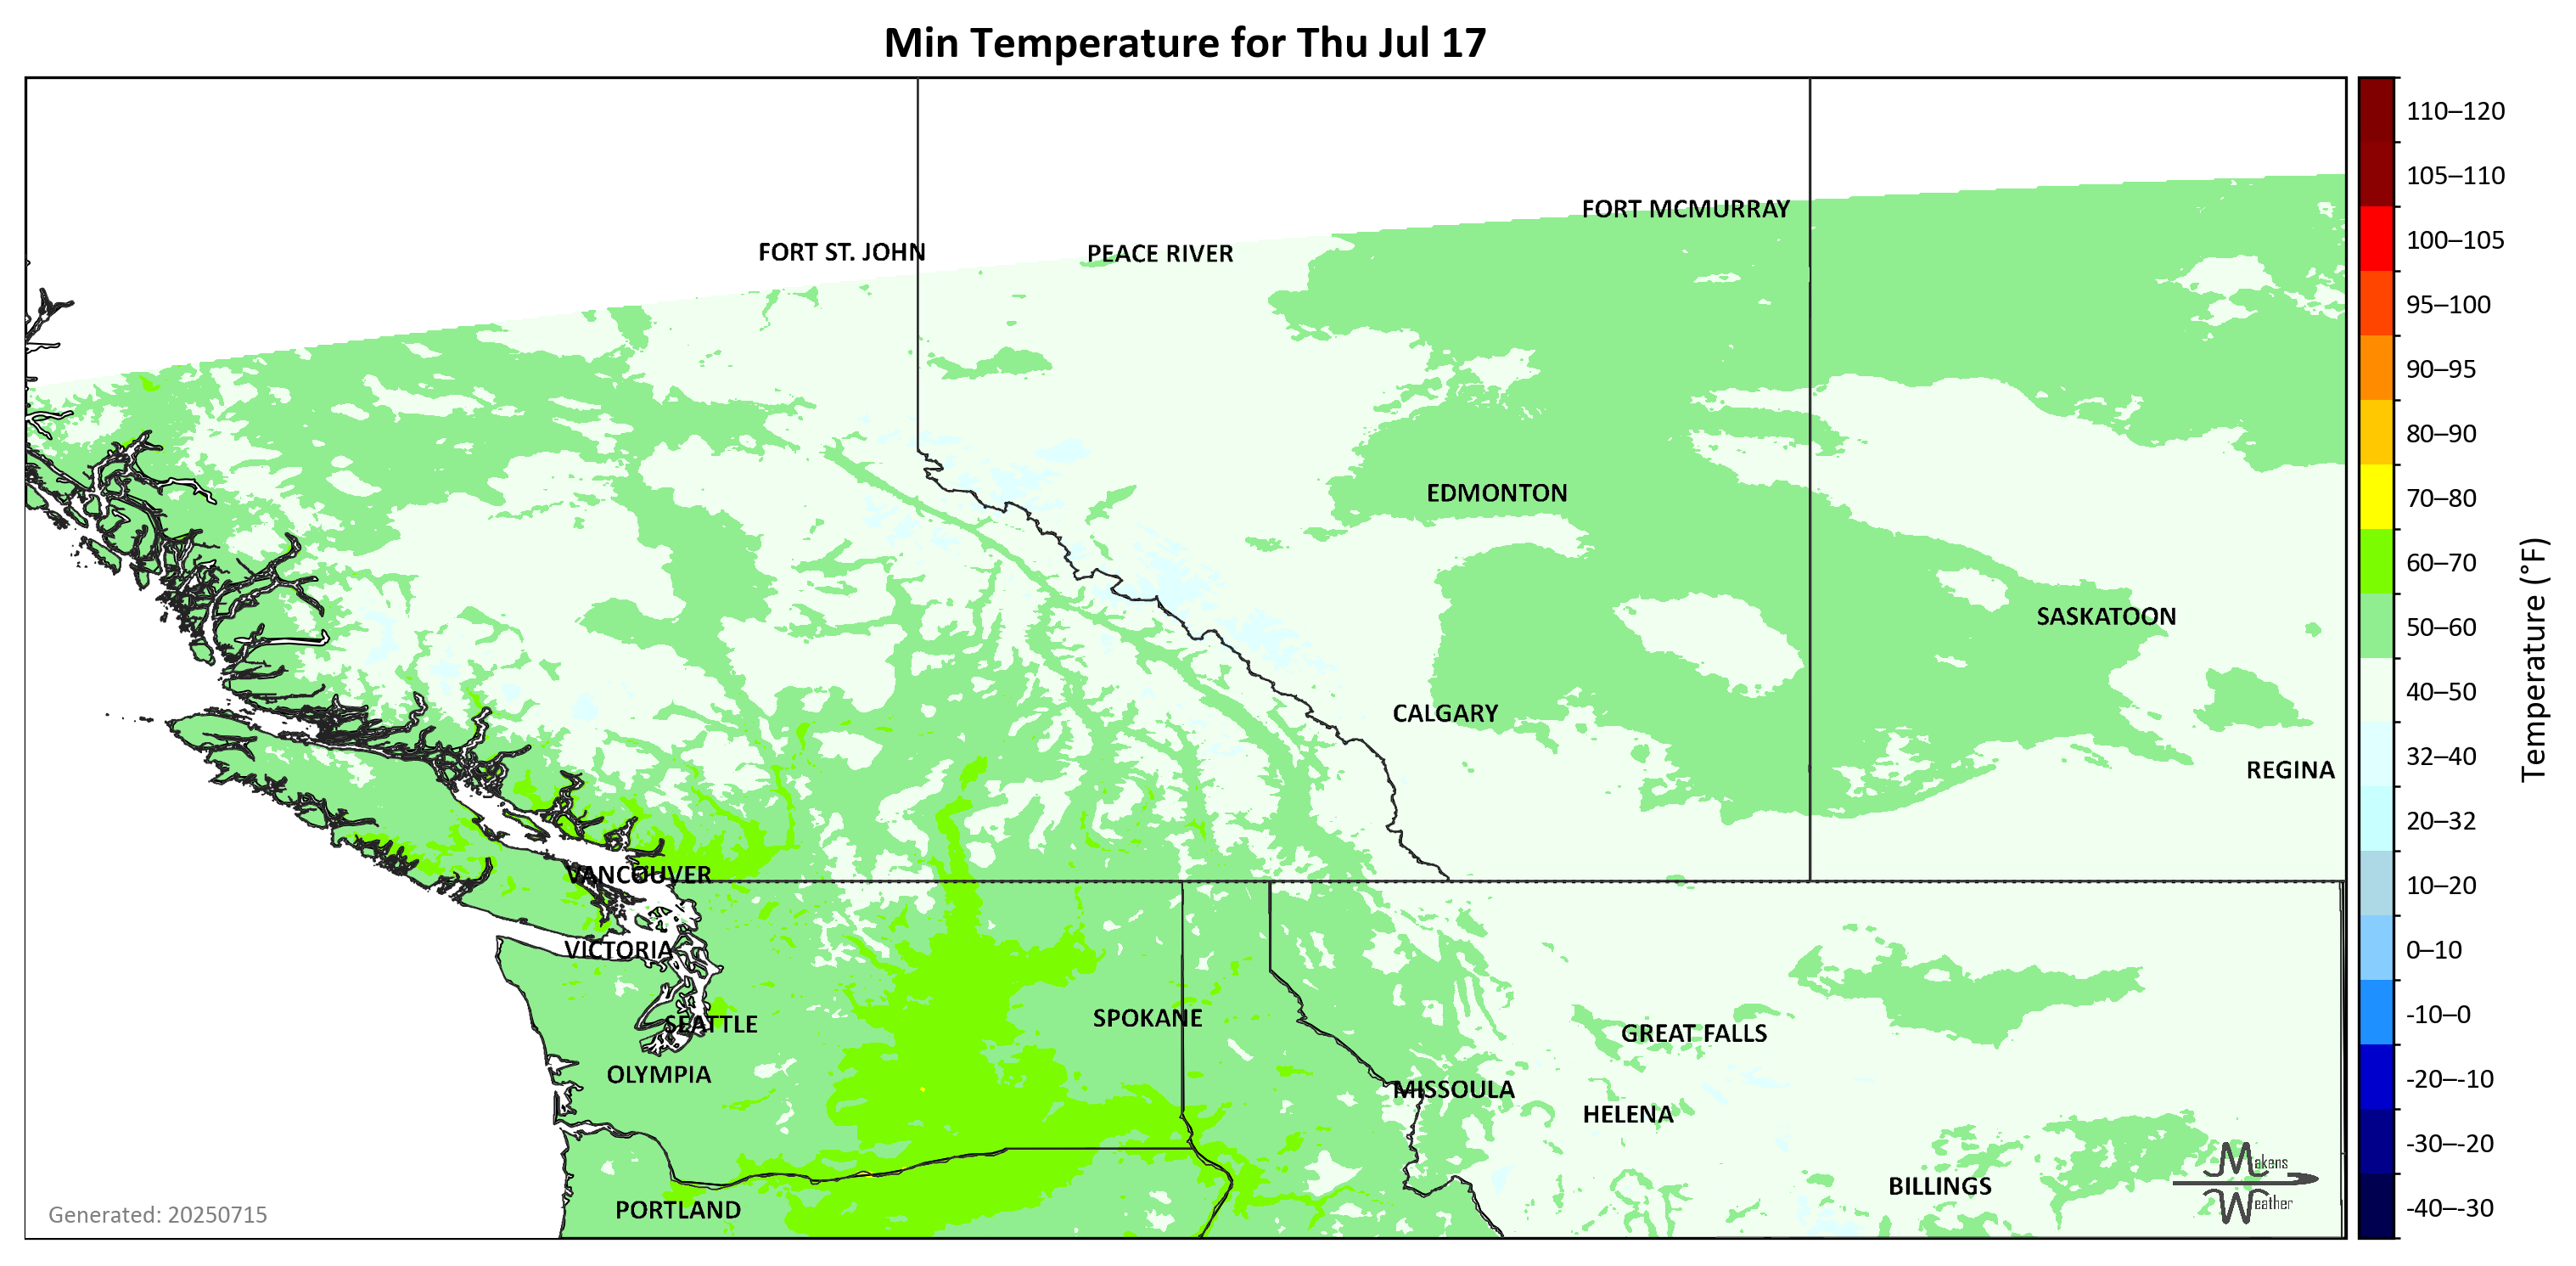 Min Temperature for Thu Jul 17
FORT MCMURRAY
FORT ST. JOHN
PEACE RIVER
EDMONTON
SASKATOON
CALGARY
REGINA
VANCOUVER
VICTORIA
SEATTLE
SPOKANE
GREAT FALLS
OLYMPIA
MISSOULA
HELENA
BILLINGS
PORTLAND
Makens
Weather
Generated: 20250715
110–120
105–110
100–105
95–100
90–95
80–90
70–80
60–70
50–60
40–50
32–40
20–32
10–20
0–10
-10–0
-20–-10
-30–-20
-40–-30
Temperature (°F)